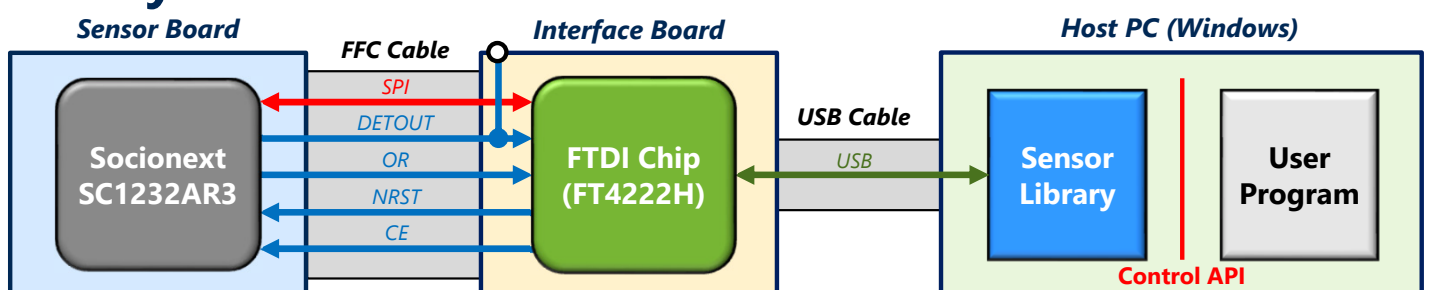 Sensor Board
FFC Cable
Interface Board
Host PC (Windows)
SPI
DETOUT
OR
NRST
CE
Socionext
SC1232AR3
FTDI Chip
(FT4222H)
USB Cable
USB
Sensor
Library
User
Program
Control API